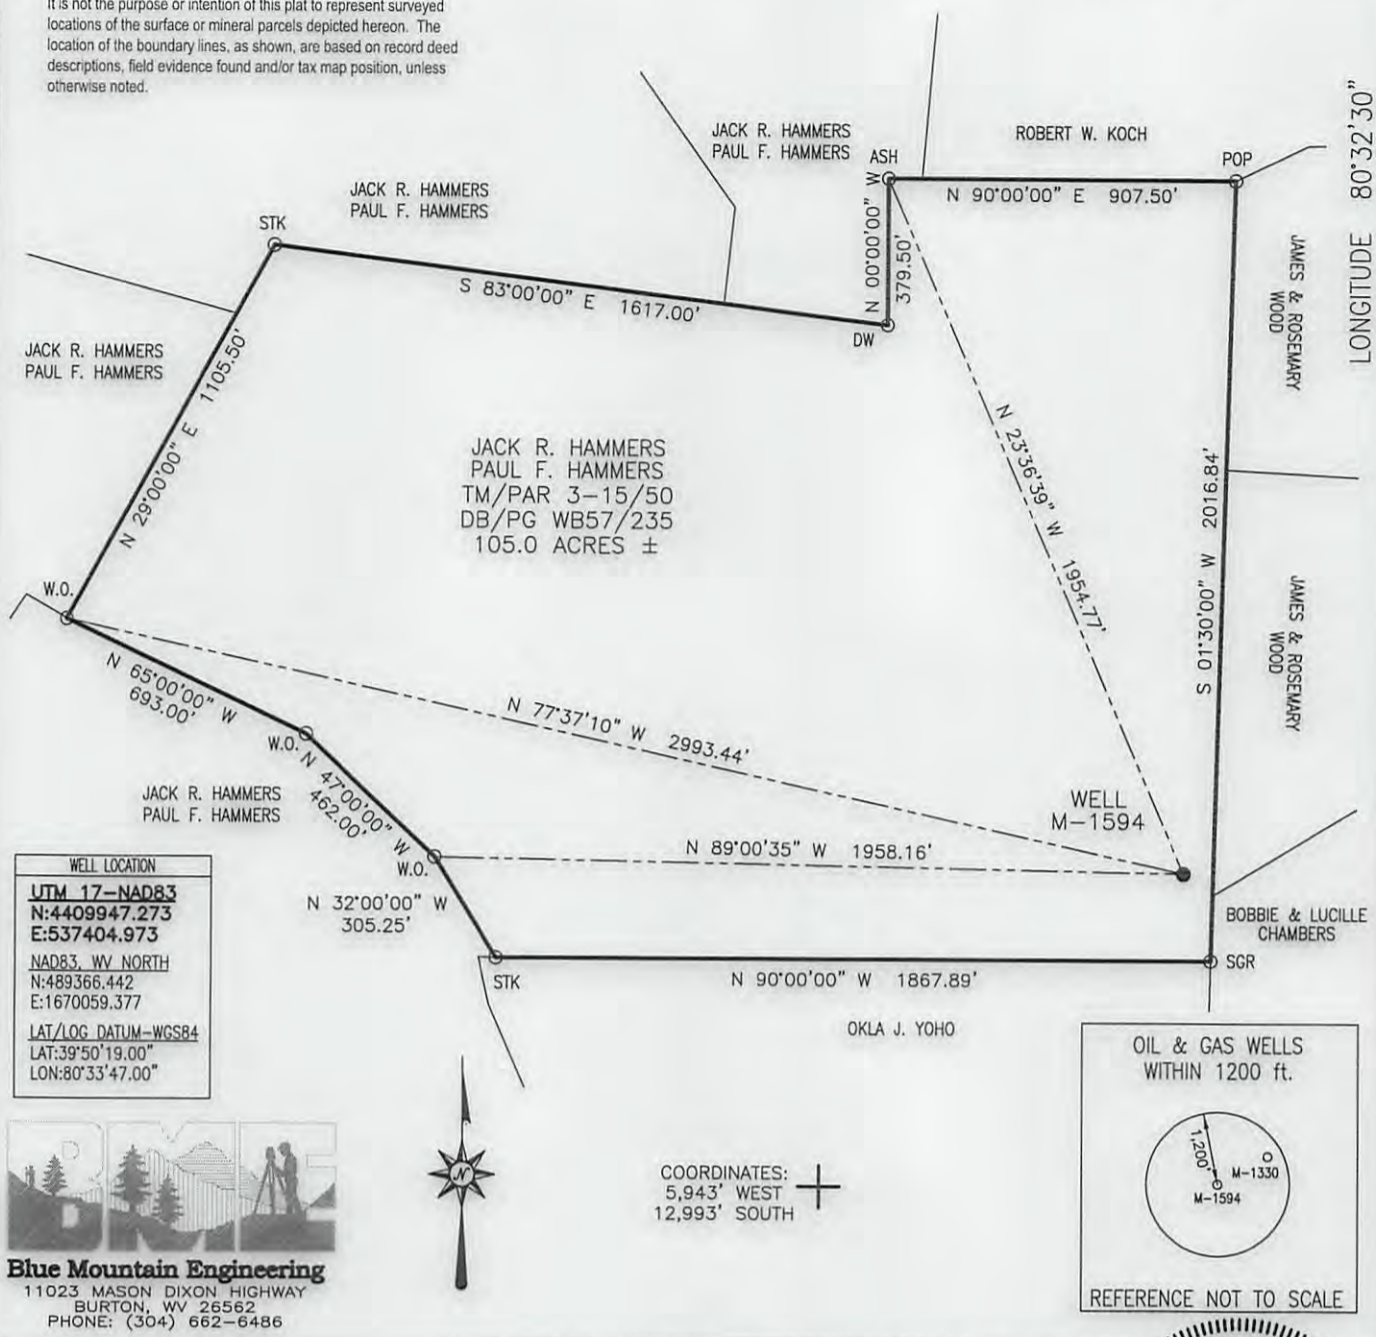 It is not the purpose or intention of this plat to represent surveyed
locations of the surface or mineral parcels depicted hereon. The
location of the boundary lines, as shown, are based on record deed
descriptions, field evidence found and/or tax map position, unless
otherwise noted.
LONGITUDE 80°32'30"
JACK R. HAMMERS
PAUL F. HAMMERS
ASH
ROBERT W. KOCH
POP
N 90°00'00" E 907.50'
JACK R. HAMMERS
PAUL F. HAMMERS
STK
S 83°00'00" E 1617.00'
N 00°00'00" W
379.50'
DW
JAMES & ROSEMARY
WOOD
JACK R. HAMMERS
PAUL F. HAMMERS
N 29°00'00" E 1105.50'
JACK R. HAMMERS
PAUL F. HAMMERS
TM/PAR 3-15/50
DB/PG WB57/235
105.0 ACRES ±
N 23°36'39" W 1954.77'
S 01°30'00" W 2016.84'
W.O.
JAMES & ROSEMARY
WOOD
N 65°00'00" W
693.00'
W.O.
N 77°37'10" W 2993.44'
N 47°00'00" W
462.00'
JACK R. HAMMERS
PAUL F. HAMMERS
WELL
M-1594
W.O.
N 89°00'35" W 1958.16'
N 32°00'00" W
305.25'
STK
N 90°00'00" W 1867.89'
SGR
BOBBIE & LUCILLE
CHAMBERS
OKLA J. YOHO
WELL LOCATION
UTM 17-NAD83
N:4409947.273
E:537404.973
NAD83, WV NORTH
N:489366.442
E:1670059.377
LAT/LOG DATUM-WGS84
LAT:39°50'19.00"
LON:80°33'47.00"
OIL & GAS WELLS
WITHIN 1200 ft.
1,200'
M-1330
M-1594
REFERENCE NOT TO SCALE
N
COORDINATES:
5,943' WEST
12,993' SOUTH
BME
Blue Mountain Engineering
11023 MASON DIXON HIGHWAY
BURTON, WV 26562
PHONE: (304) 662-6486